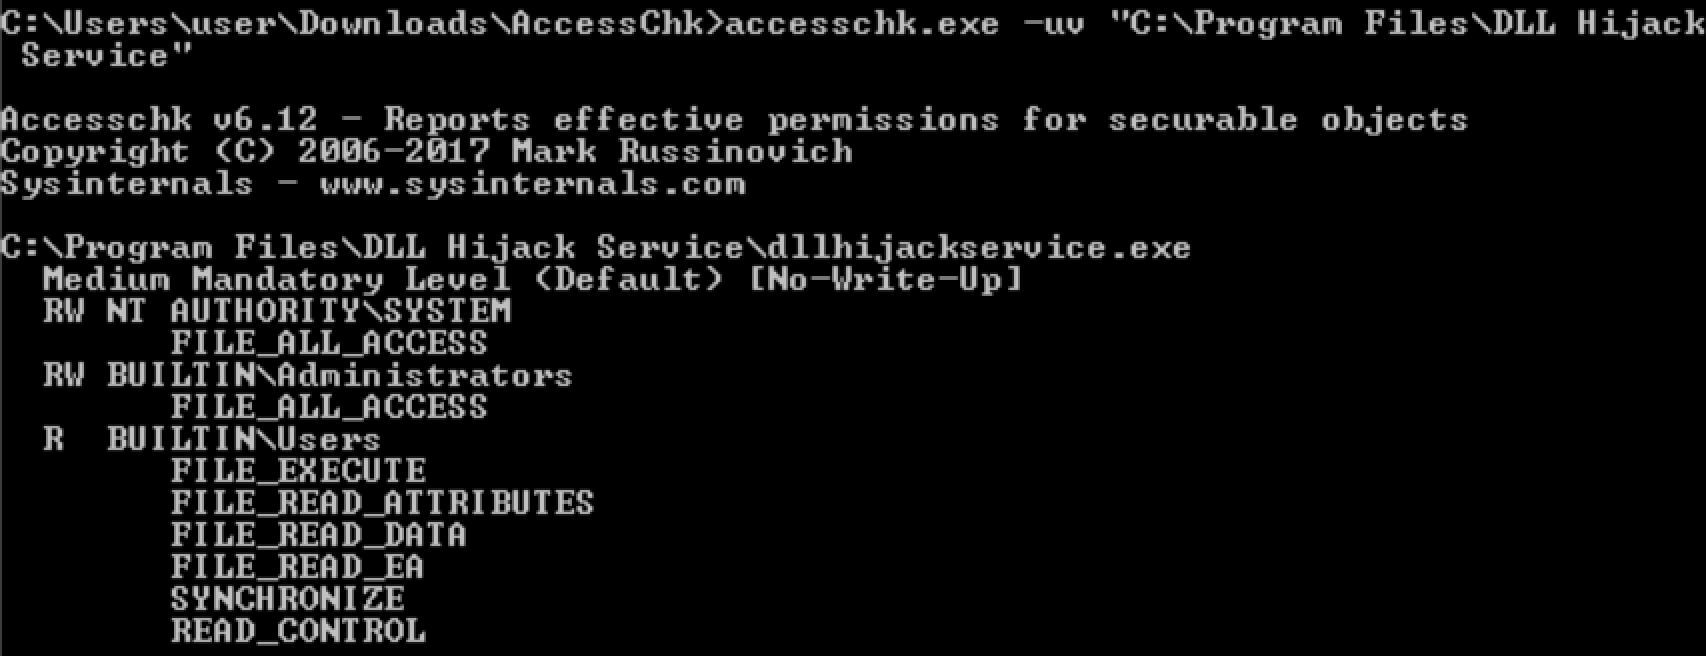 C:\Users\user\Downloads\AccessChk>accesschk.exe -uv "C:\Program Files\DLL Hijack
 Service"
Accesschk v6.12 - Reports effective permissions for securable objects
Copyright (C) 2006-2017 Mark Russinovich
Sysinternals - www.sysinternals.com
C:\Program Files\DLL Hijack Service\dllhijackservice.exe
  Medium Mandatory Level (Default) [No-Write-Up]
  RW NT AUTHORITY\SYSTEM
        FILE_ALL_ACCESS
  RW BUILTIN\Administrators
        FILE_ALL_ACCESS
  R  BUILTIN\Users
        FILE_EXECUTE
        FILE_READ_ATTRIBUTES
        FILE_READ_DATA
        FILE_READ_EA
        SYNCHRONIZE
        READ_CONTROL